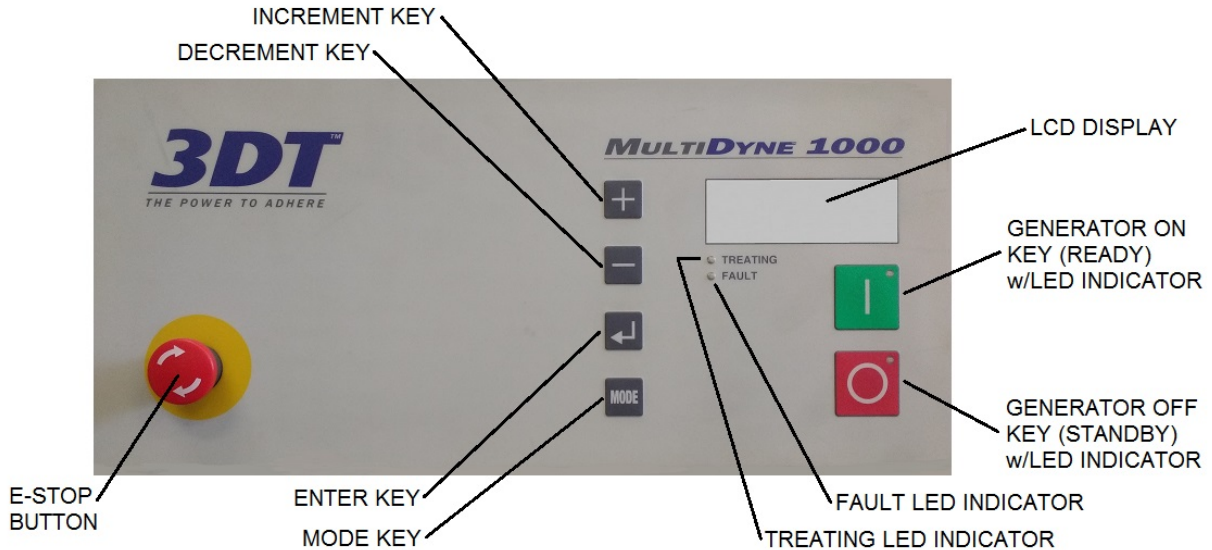 INCREMENT KEY
DECREMENT KEY
3DT™
THE POWER TO ADHERE
MULTIDYNE 1000
LCD DISPLAY
TREATING
FAULT
GENERATOR ON
KEY (READY)
w/LED INDICATOR
MODE
GENERATOR OFF
KEY (STANDBY)
w/LED INDICATOR
E-STOP
BUTTON
ENTER KEY
MODE KEY
FAULT LED INDICATOR
TREATING LED INDICATOR